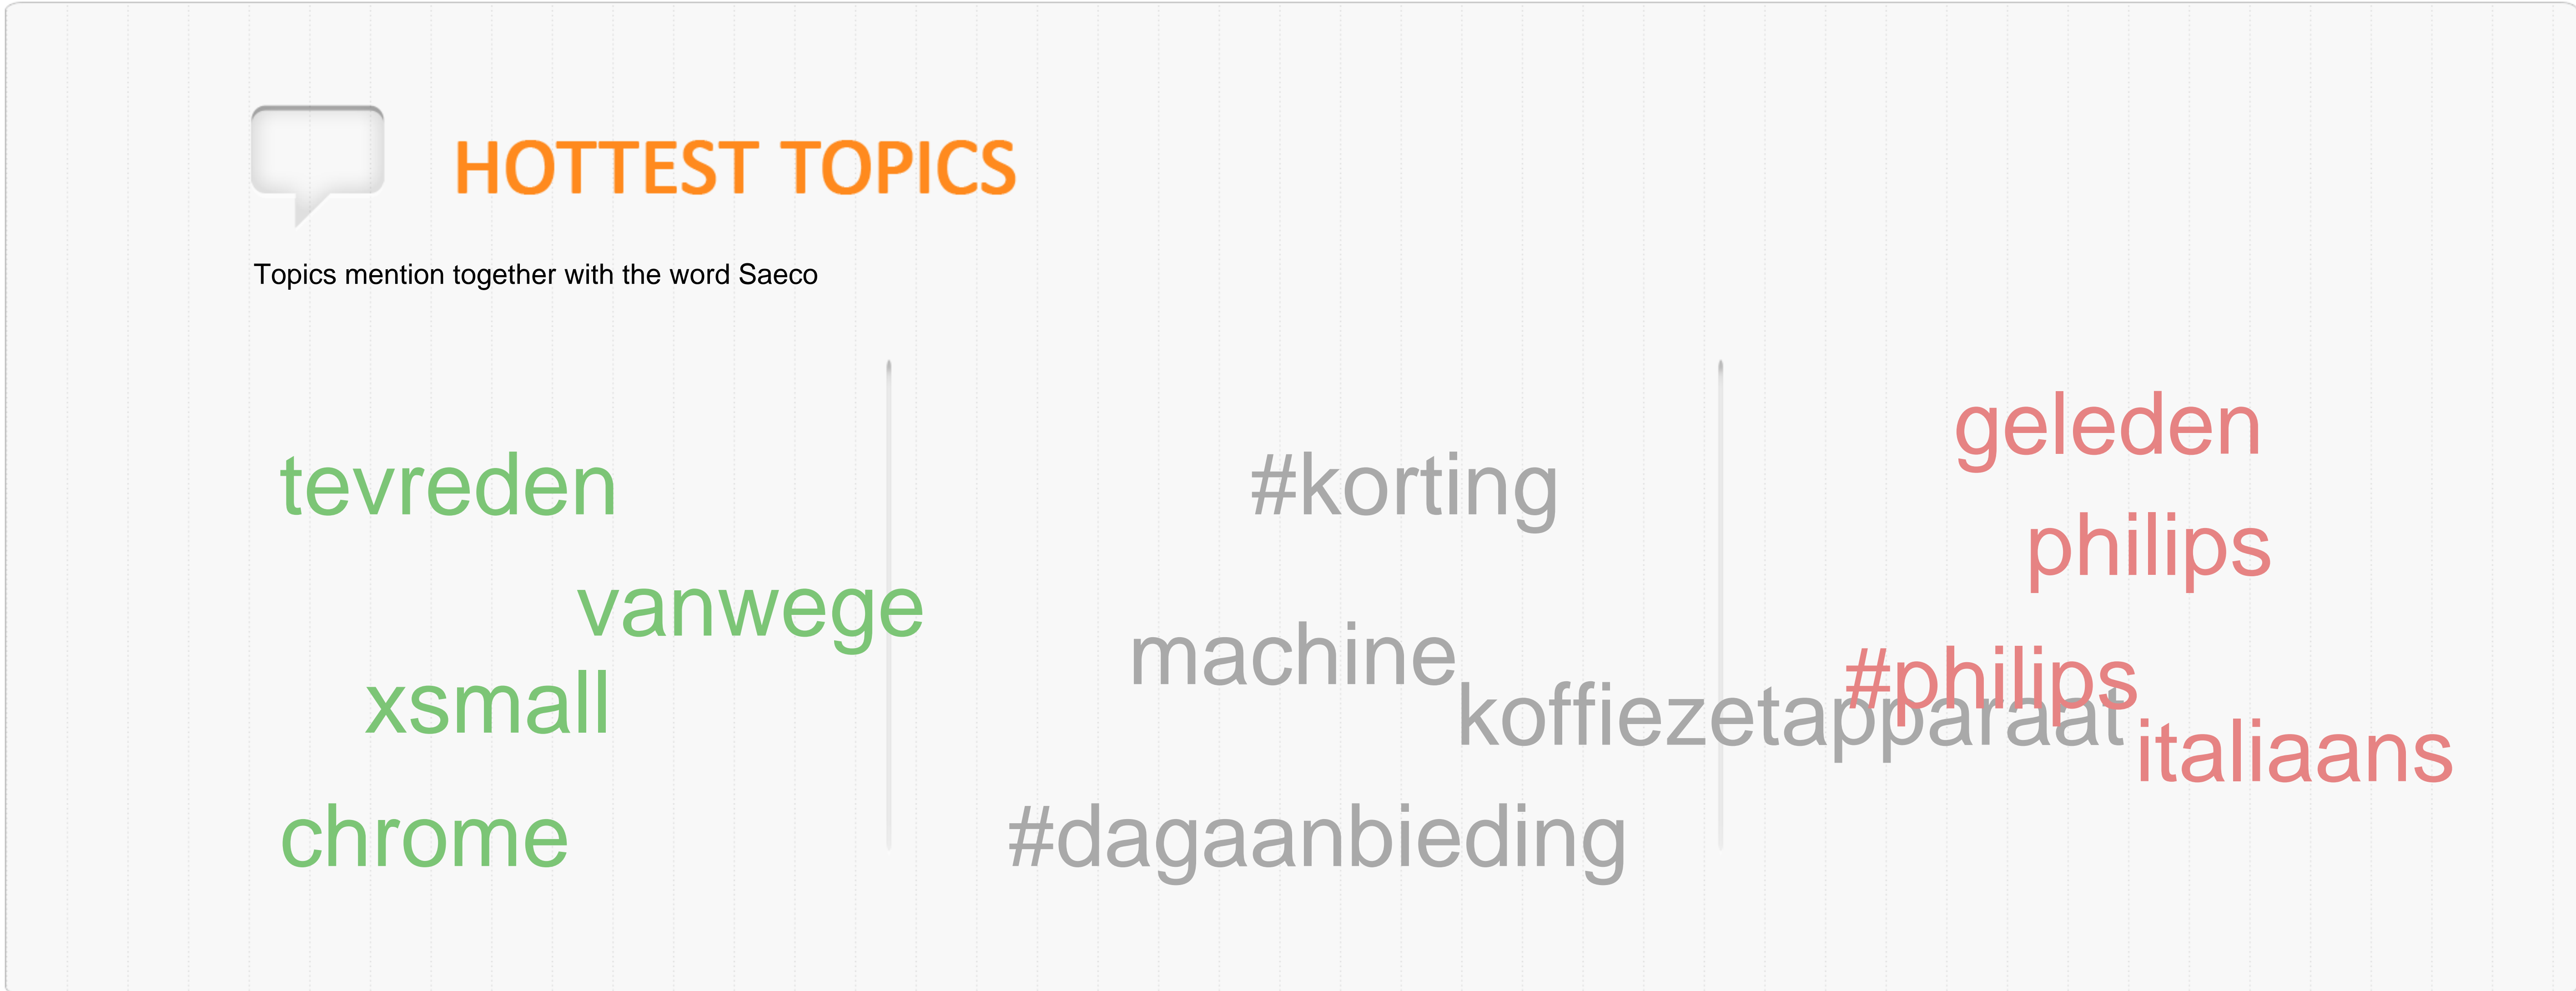 HOTTEST TOPICS
Topics mention together with the word Saeco
tevreden
vanwege
xsmall
chrome
#korting
machine
koffiezetapparaat
#dagaanbieding
geleden
philips
#philips
italiaans